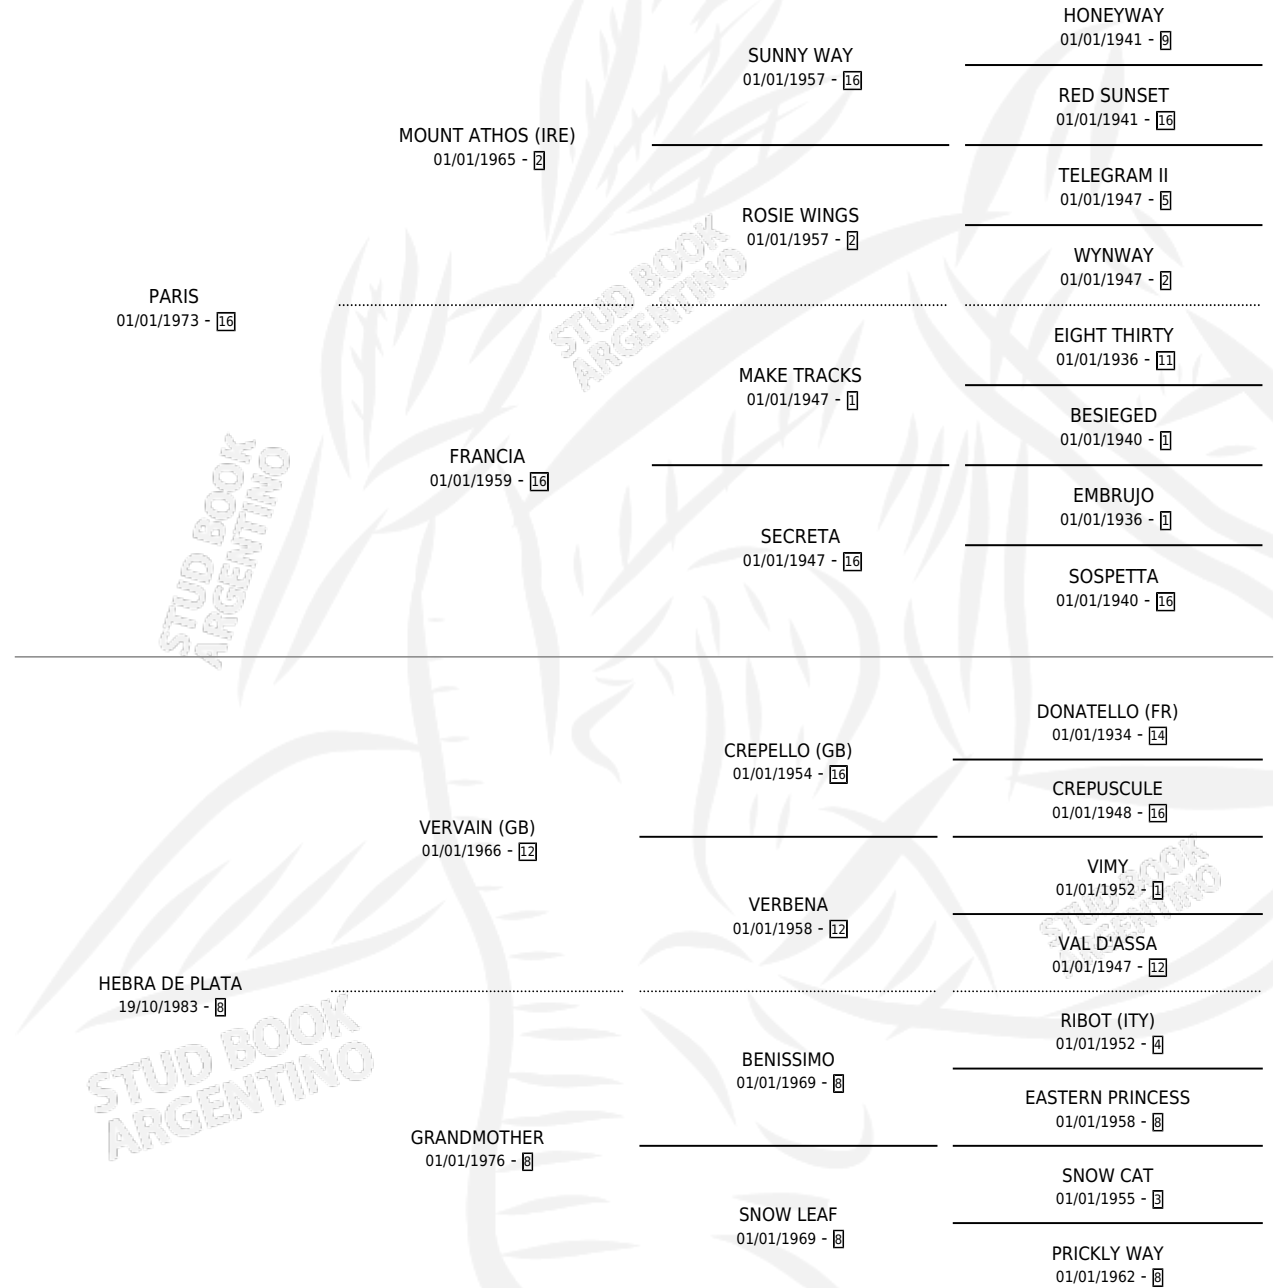 HONEYWAY
01/01/1941 - 9
SUNNY WAY
01/01/1957 - 16
RED SUNSET
01/01/1941 - 16
MOUNT ATHOS (IRE)
01/01/1965 - 2
TELEGRAM II
01/01/1947 - 5
ROSIE WINGS
01/01/1957 - 2
WYNWAY
01/01/1947 - 2
PARIS
01/01/1973 - 16
STUD BOOK
ARGENTINO
EIGHT THIRTY
01/01/1936 - 11
MAKE TRACKS
01/01/1947 - 1
BESIEGED
01/01/1940 - 1
FRANCIA
01/01/1959 - 16
EMBRUJO
01/01/1936 - 1
SECRETA
01/01/1947 - 16
SOSPETTA
01/01/1940 - 16
STUD BOOK
ARGENTINO
DONATELLO (FR)
01/01/1934 - 14
CREPELLO (GB)
01/01/1954 - 16
CREPUSCULE
01/01/1948 - 16
VERVAIN (GB)
01/01/1966 - 12
VIMY
01/01/1952 - 1
VERBENA
01/01/1958 - 12
VAL D'ASSA
01/01/1947 - 12
STUD BOOK
ARGENTINO
HEBRA DE PLATA
19/10/1983 - 8
RIBOT (ITY)
01/01/1952 - 4
BENISSIMO
01/01/1969 - 8
EASTERN PRINCESS
01/01/1958 - 8
STUD BOOK
ARGENTINO
GRANDMOTHER
01/01/1976 - 8
SNOW CAT
01/01/1955 - 3
SNOW LEAF
01/01/1969 - 8
PRICKLY WAY
01/01/1962 - 8